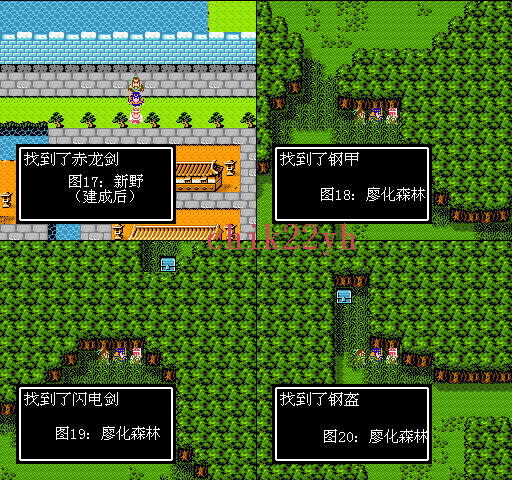 找到了赤龙剑
图17：新野
（建成后）
找到了钢甲
图18：廖化森林
chik22yh
找到了闪电剑
图19：廖化森林
找到了钢盔
图20：廖化森林